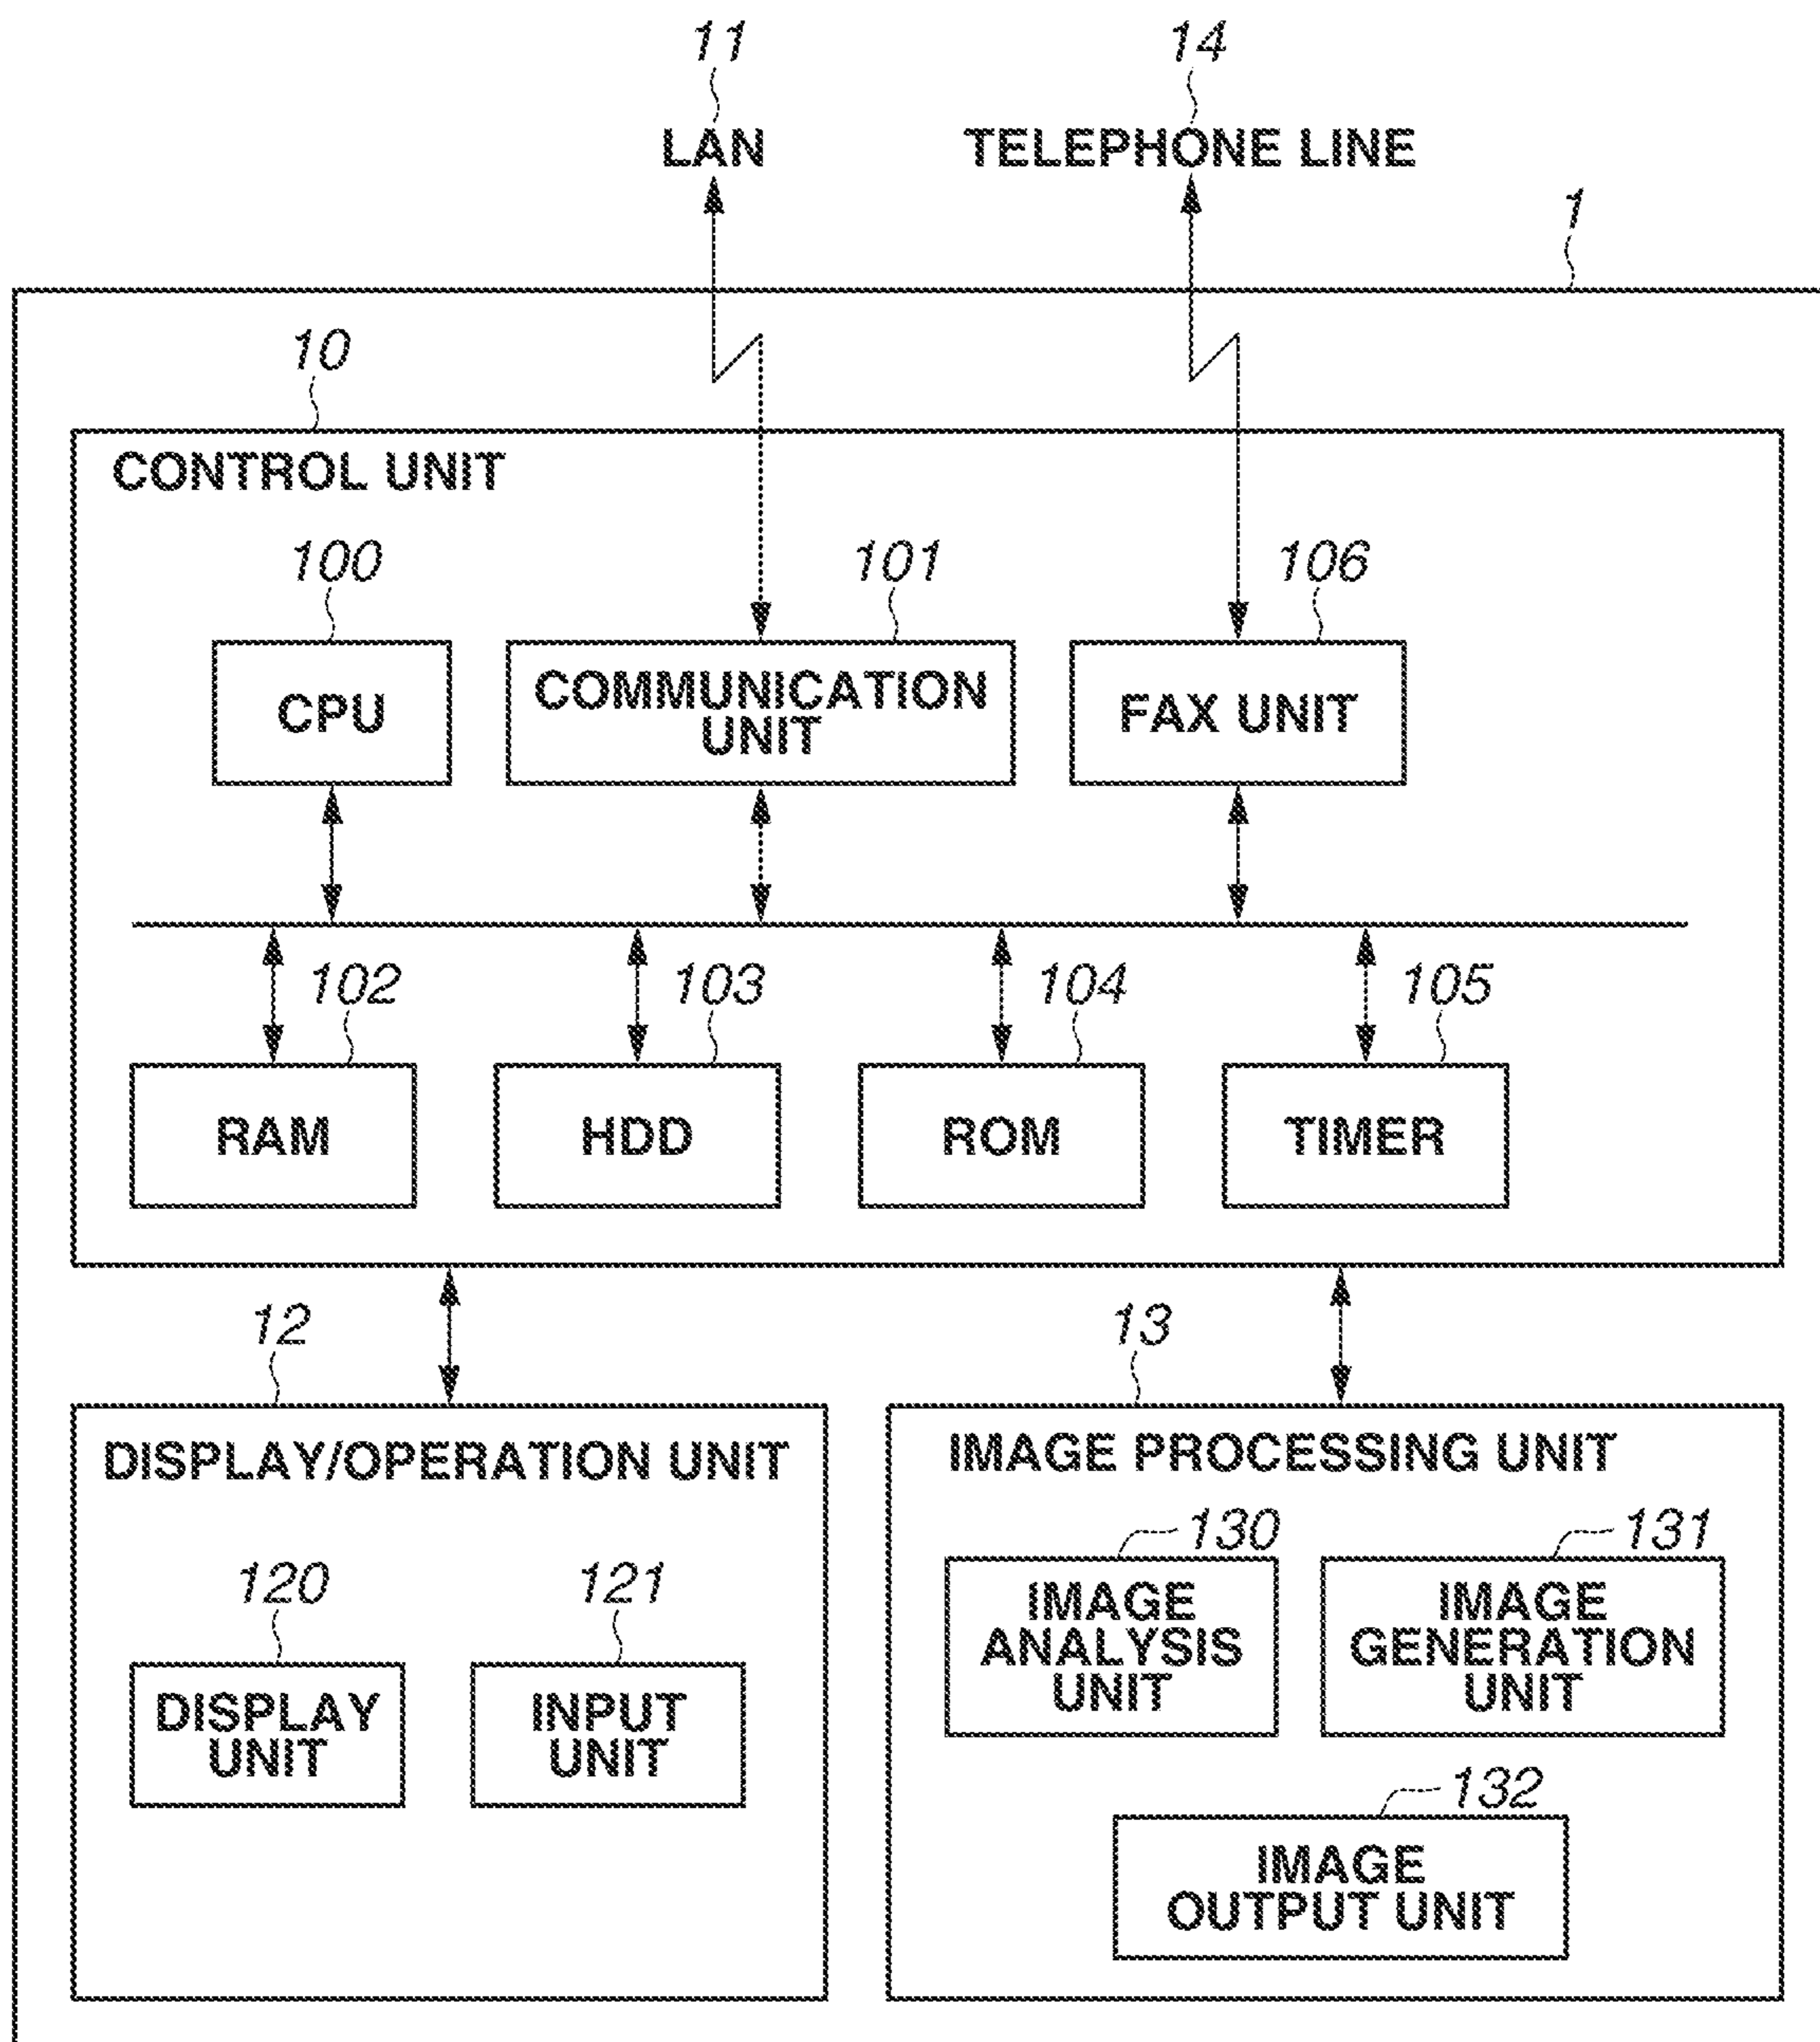 11
14
LAN
TELEPHONE LINE
1
10
CONTROL UNIT
100
101
106
CPU
COMMUNICATION
UNIT
FAX UNIT
102
103
104
105
RAM
HDD
ROM
TIMER
12
13
DISPLAY/OPERATION UNIT
120
121
DISPLAY
UNIT
INPUT
UNIT
IMAGE PROCESSING UNIT
130
131
IMAGE
ANALYSIS
UNIT
IMAGE
GENERATION
UNIT
132
IMAGE
OUTPUT UNIT